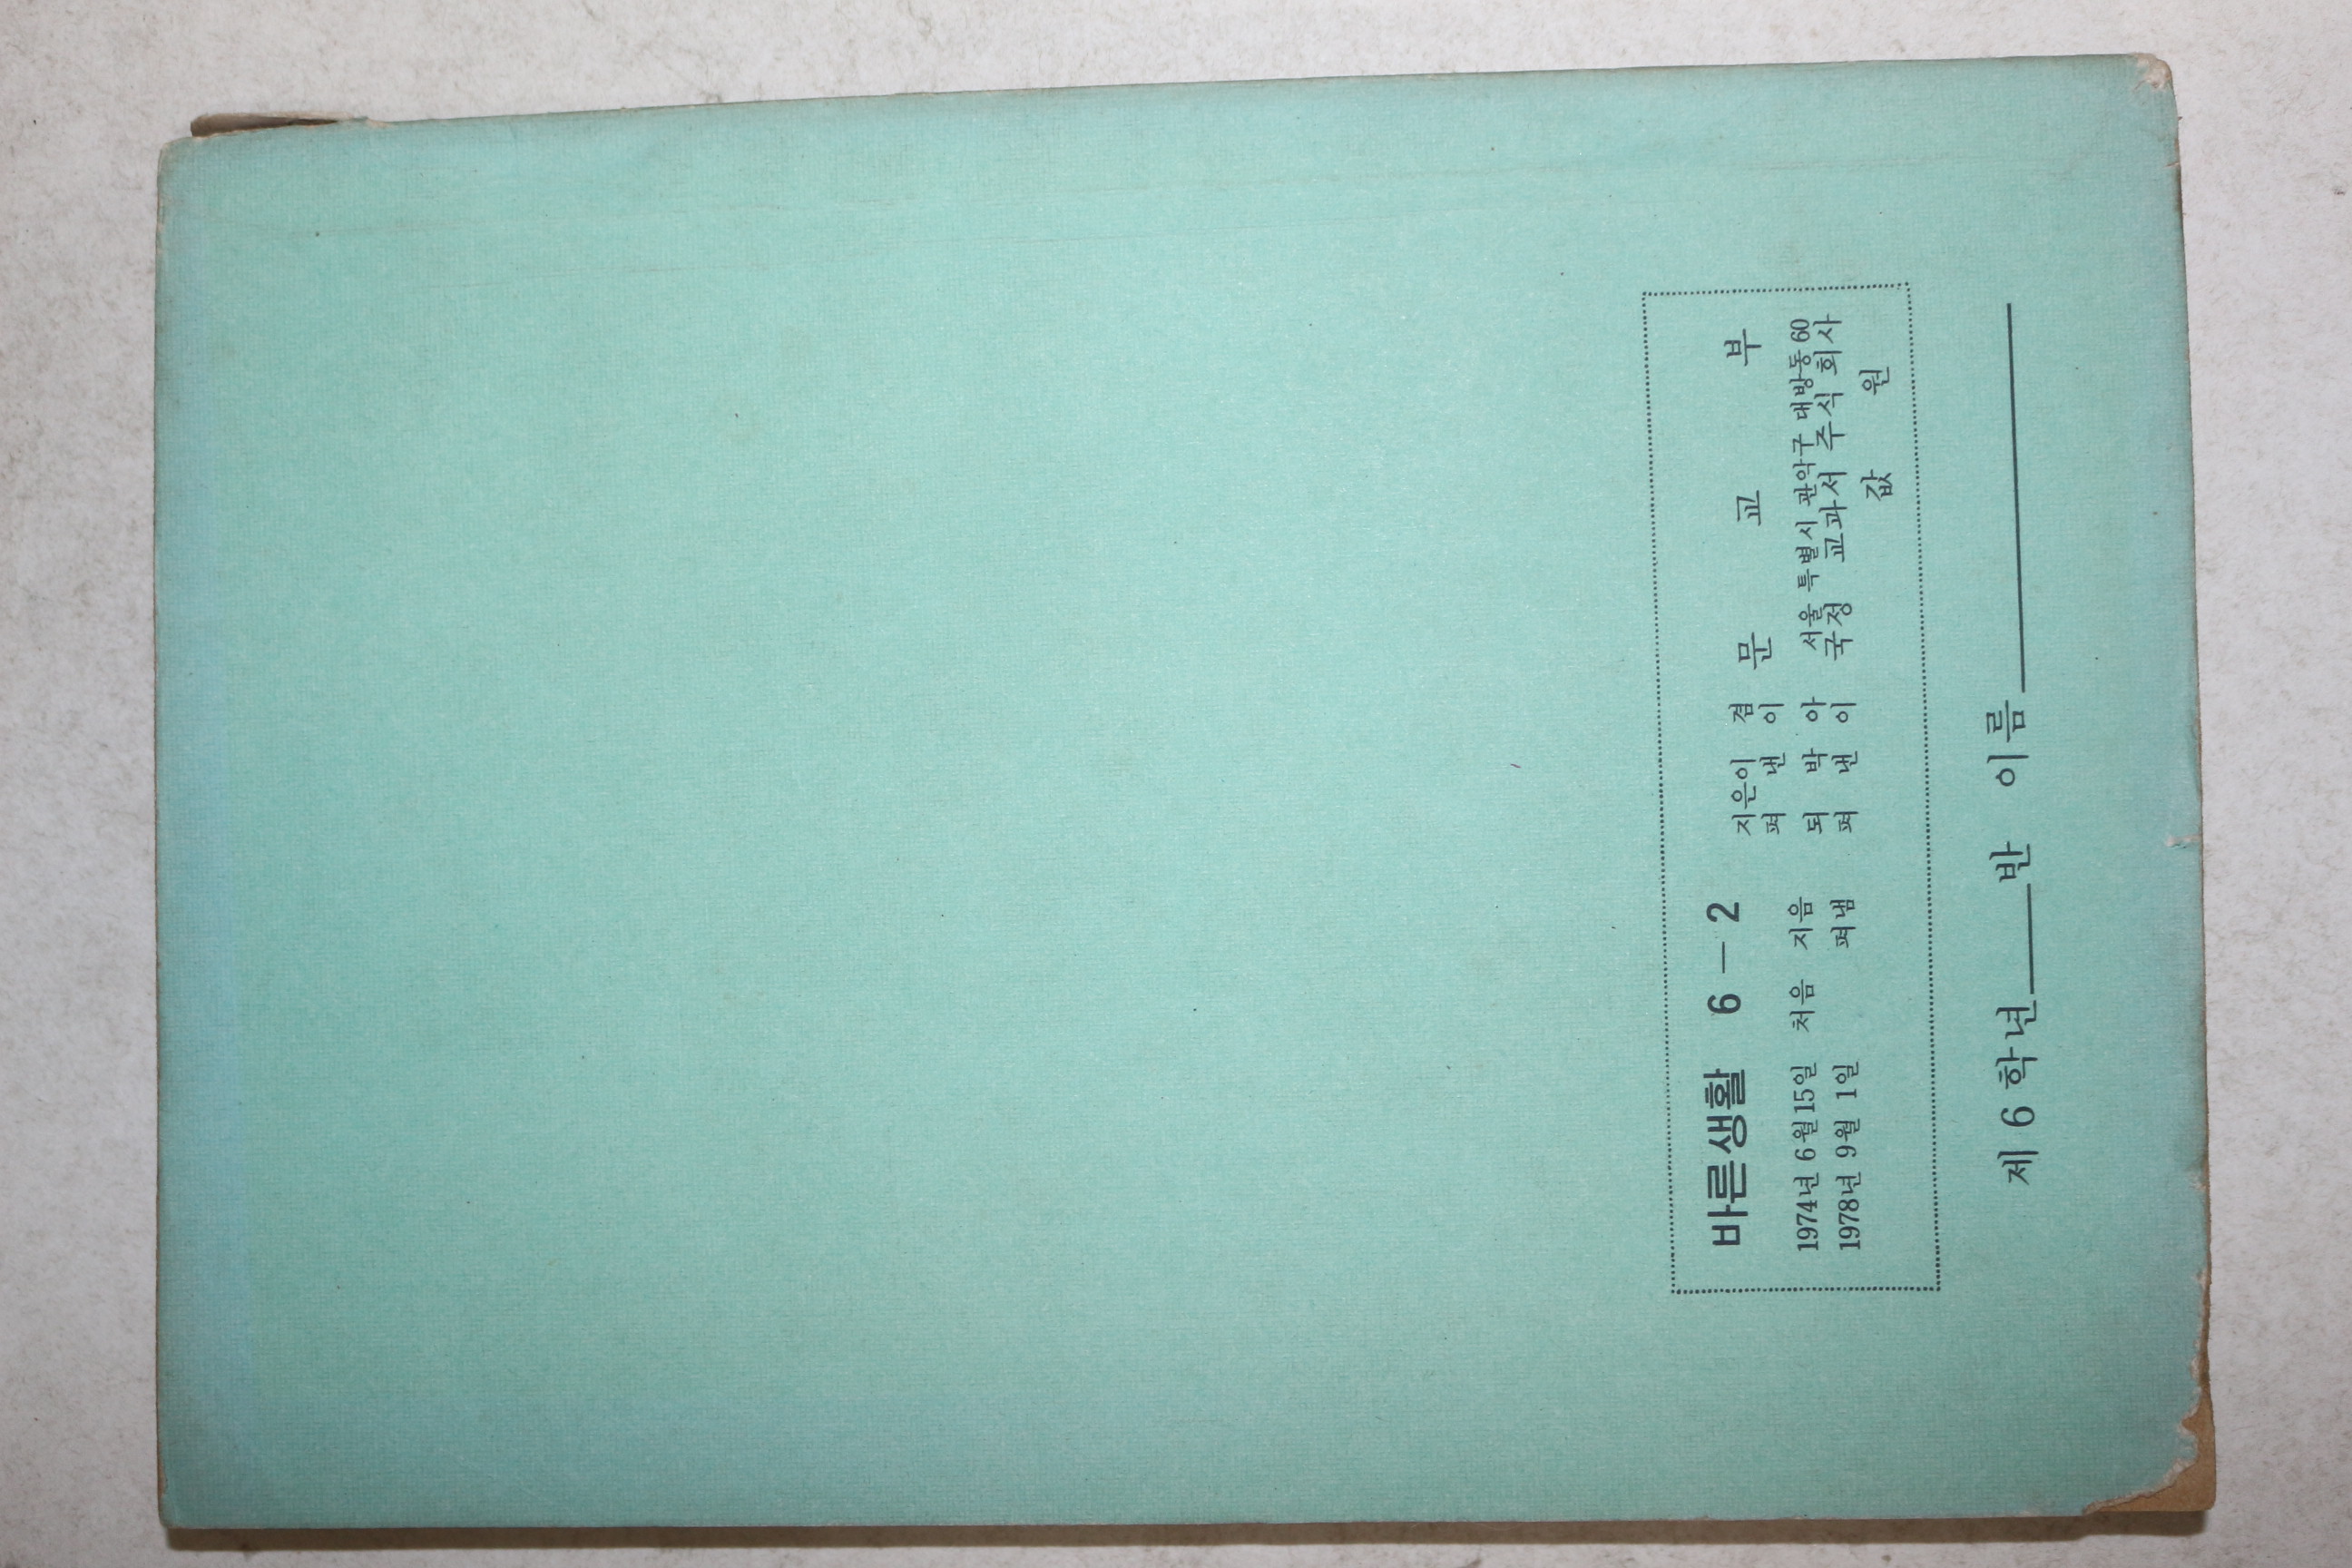 바른생활 6－2
1974년 6월 15일 처음 지음
1978년 9월 1일 펴냄
지은이 겸
펴낸이 문교부
되박아 서울 특별시 관악구 대방동 60
펴낸이 국정 교과서 주식 회사
값 원
제 6 학년 반 이름